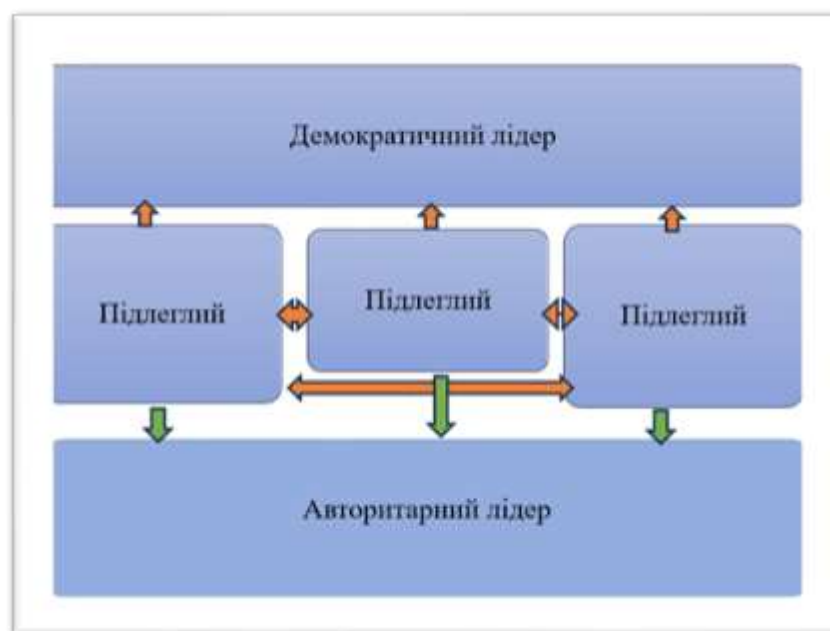 Демократичний лідер
Підлеглий
Підлеглий
Підлеглий
Авторитарний лідер